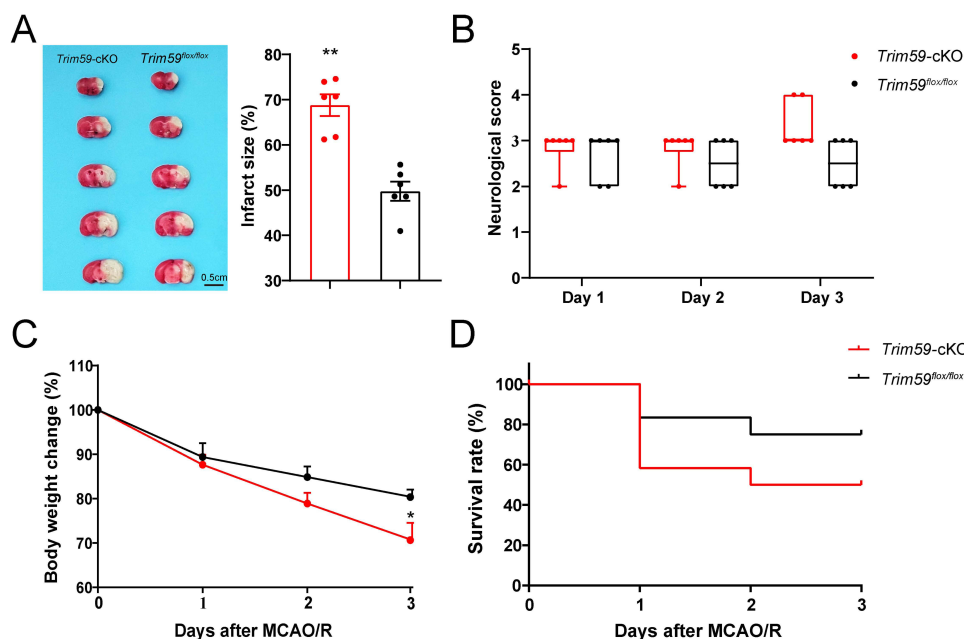 A
Trim59-cKO
Trim59flox/flox
0.5cm
Infarct size (%)
80
70
60
50
40
30
**
B
Neurological score
5
4
3
2
1
0
Day 1
Day 2
Day 3
Trim59-cKO
Trim59flox/flox
C
Body weight change (%)
110
100
90
80
70
60
*
0
1
2
3
Days after MCAO/R
D
Survival rate (%)
100
80
60
40
20
0
0
1
2
3
Days after MCAO/R
Trim59-cKO
Trim59flox/flox